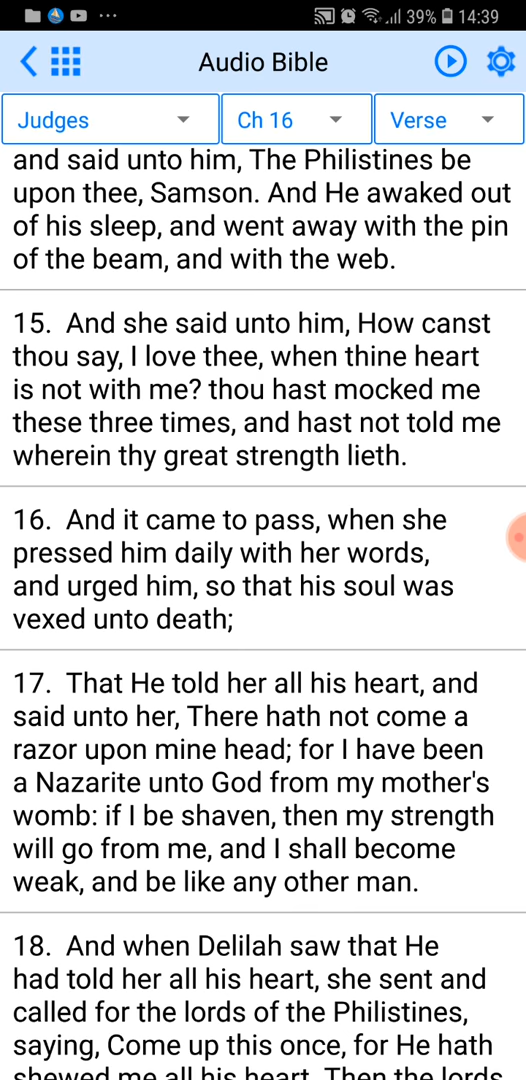 39% 14:39
Audio Bible
Judges Ch 16 Verse
and said unto him, The Philistines be
upon thee, Samson. And He awaked out
of his sleep, and went away with the pin
of the beam, and with the web.
15. And she said unto him, How canst
thou say, I love thee, when thine heart
is not with me? thou hast mocked me
these three times, and hast not told me
wherein thy great strength lieth.
16. And it came to pass, when she
pressed him daily with her words,
and urged him, so that his soul was
vexed unto death;
17. That He told her all his heart, and
said unto her, There hath not come a
razor upon mine head; for I have been
a Nazarite unto God from my mother's
womb: if I be shaven, then my strength
will go from me, and I shall become
weak, and be like any other man.
18. And when Delilah saw that He
had told her all his heart, she sent and
called for the lords of the Philistines,
saying, Come up this once, for He hath
shewed me all his heart. Then the lords